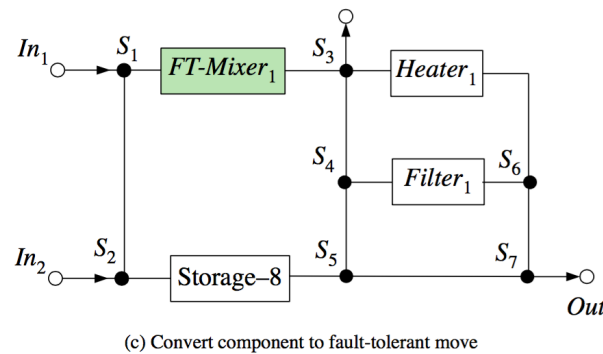 In₁ S₁ FT-Mixer₁ S₃ Heater₁
S₄ Filter₁ S₆
In₂ S₂ Storage–8 S₅ S₇
Out
(c) Convert component to fault-tolerant move